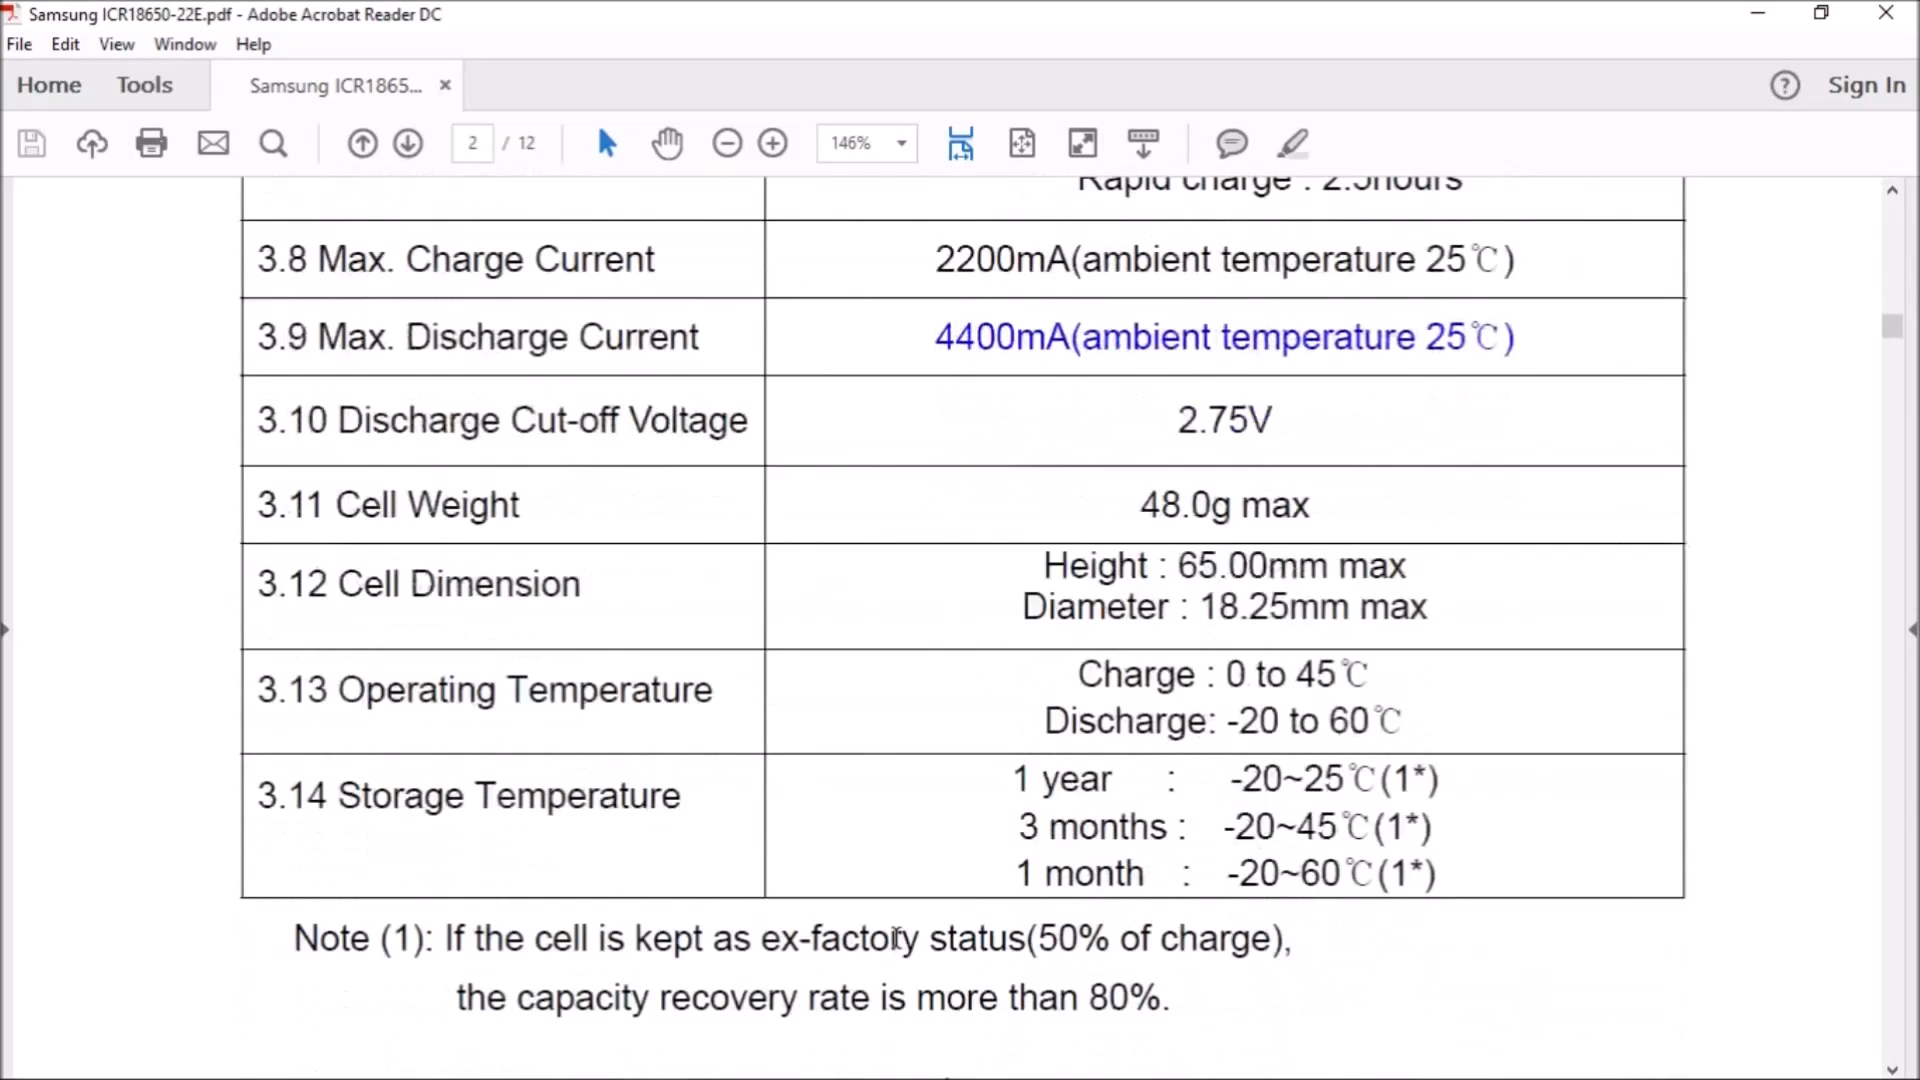 Samsung ICR18650-22E.pdf - Adobe Acrobat Reader DC
File Edit View Window Help
Home Tools Samsung ICR1865... × Sign In
2 / 12 146%
Rapid charge : 2.5hours
3.8 Max. Charge Current 2200mA(ambient temperature 25℃)
3.9 Max. Discharge Current 4400mA(ambient temperature 25℃)
3.10 Discharge Cut-off Voltage 2.75V
3.11 Cell Weight 48.0g max
3.12 Cell Dimension Height : 65.00mm max
Diameter : 18.25mm max
3.13 Operating Temperature Charge : 0 to 45℃
Discharge: -20 to 60℃
3.14 Storage Temperature 1 year : -20~25℃(1*)
3 months : -20~45℃(1*)
1 month : -20~60℃(1*)
Note (1): If the cell is kept as ex-factory status(50% of charge),
the capacity recovery rate is more than 80%.